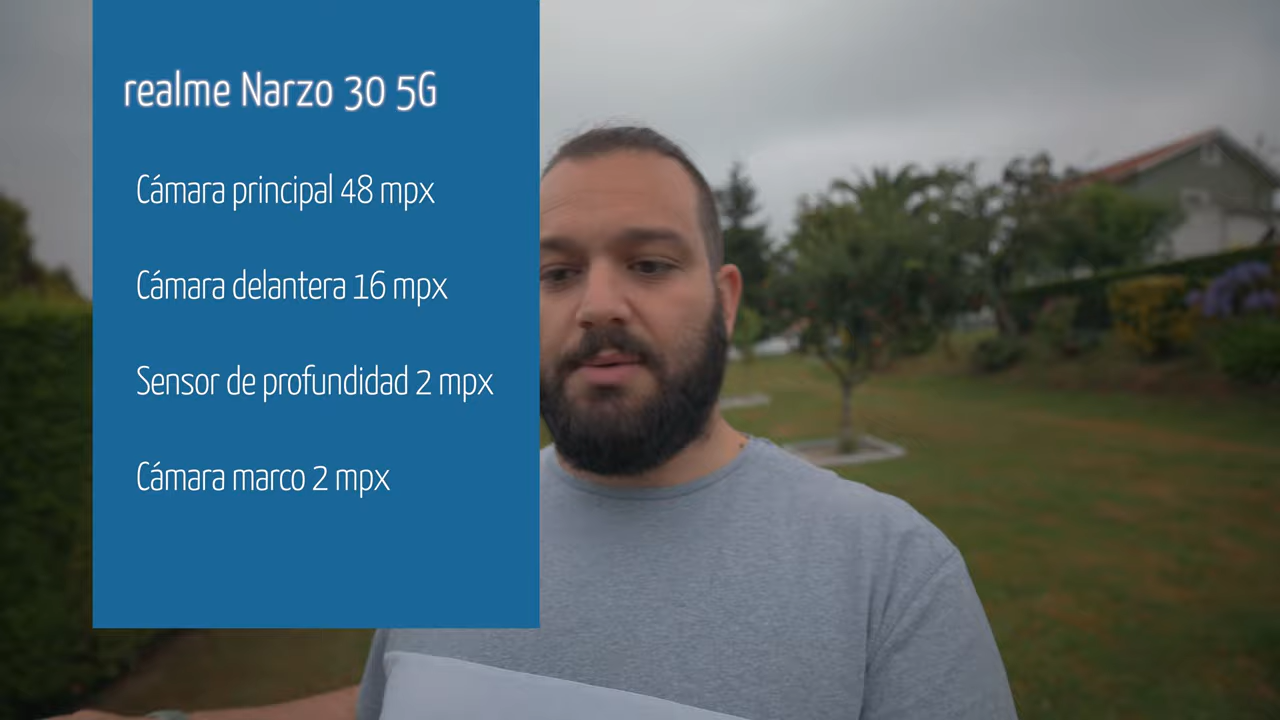 realme Narzo 30 5G
Cámara principal 48 mpx
Cámara delantera 16 mpx
Sensor de profundidad 2 mpx
Cámara marco 2 mpx